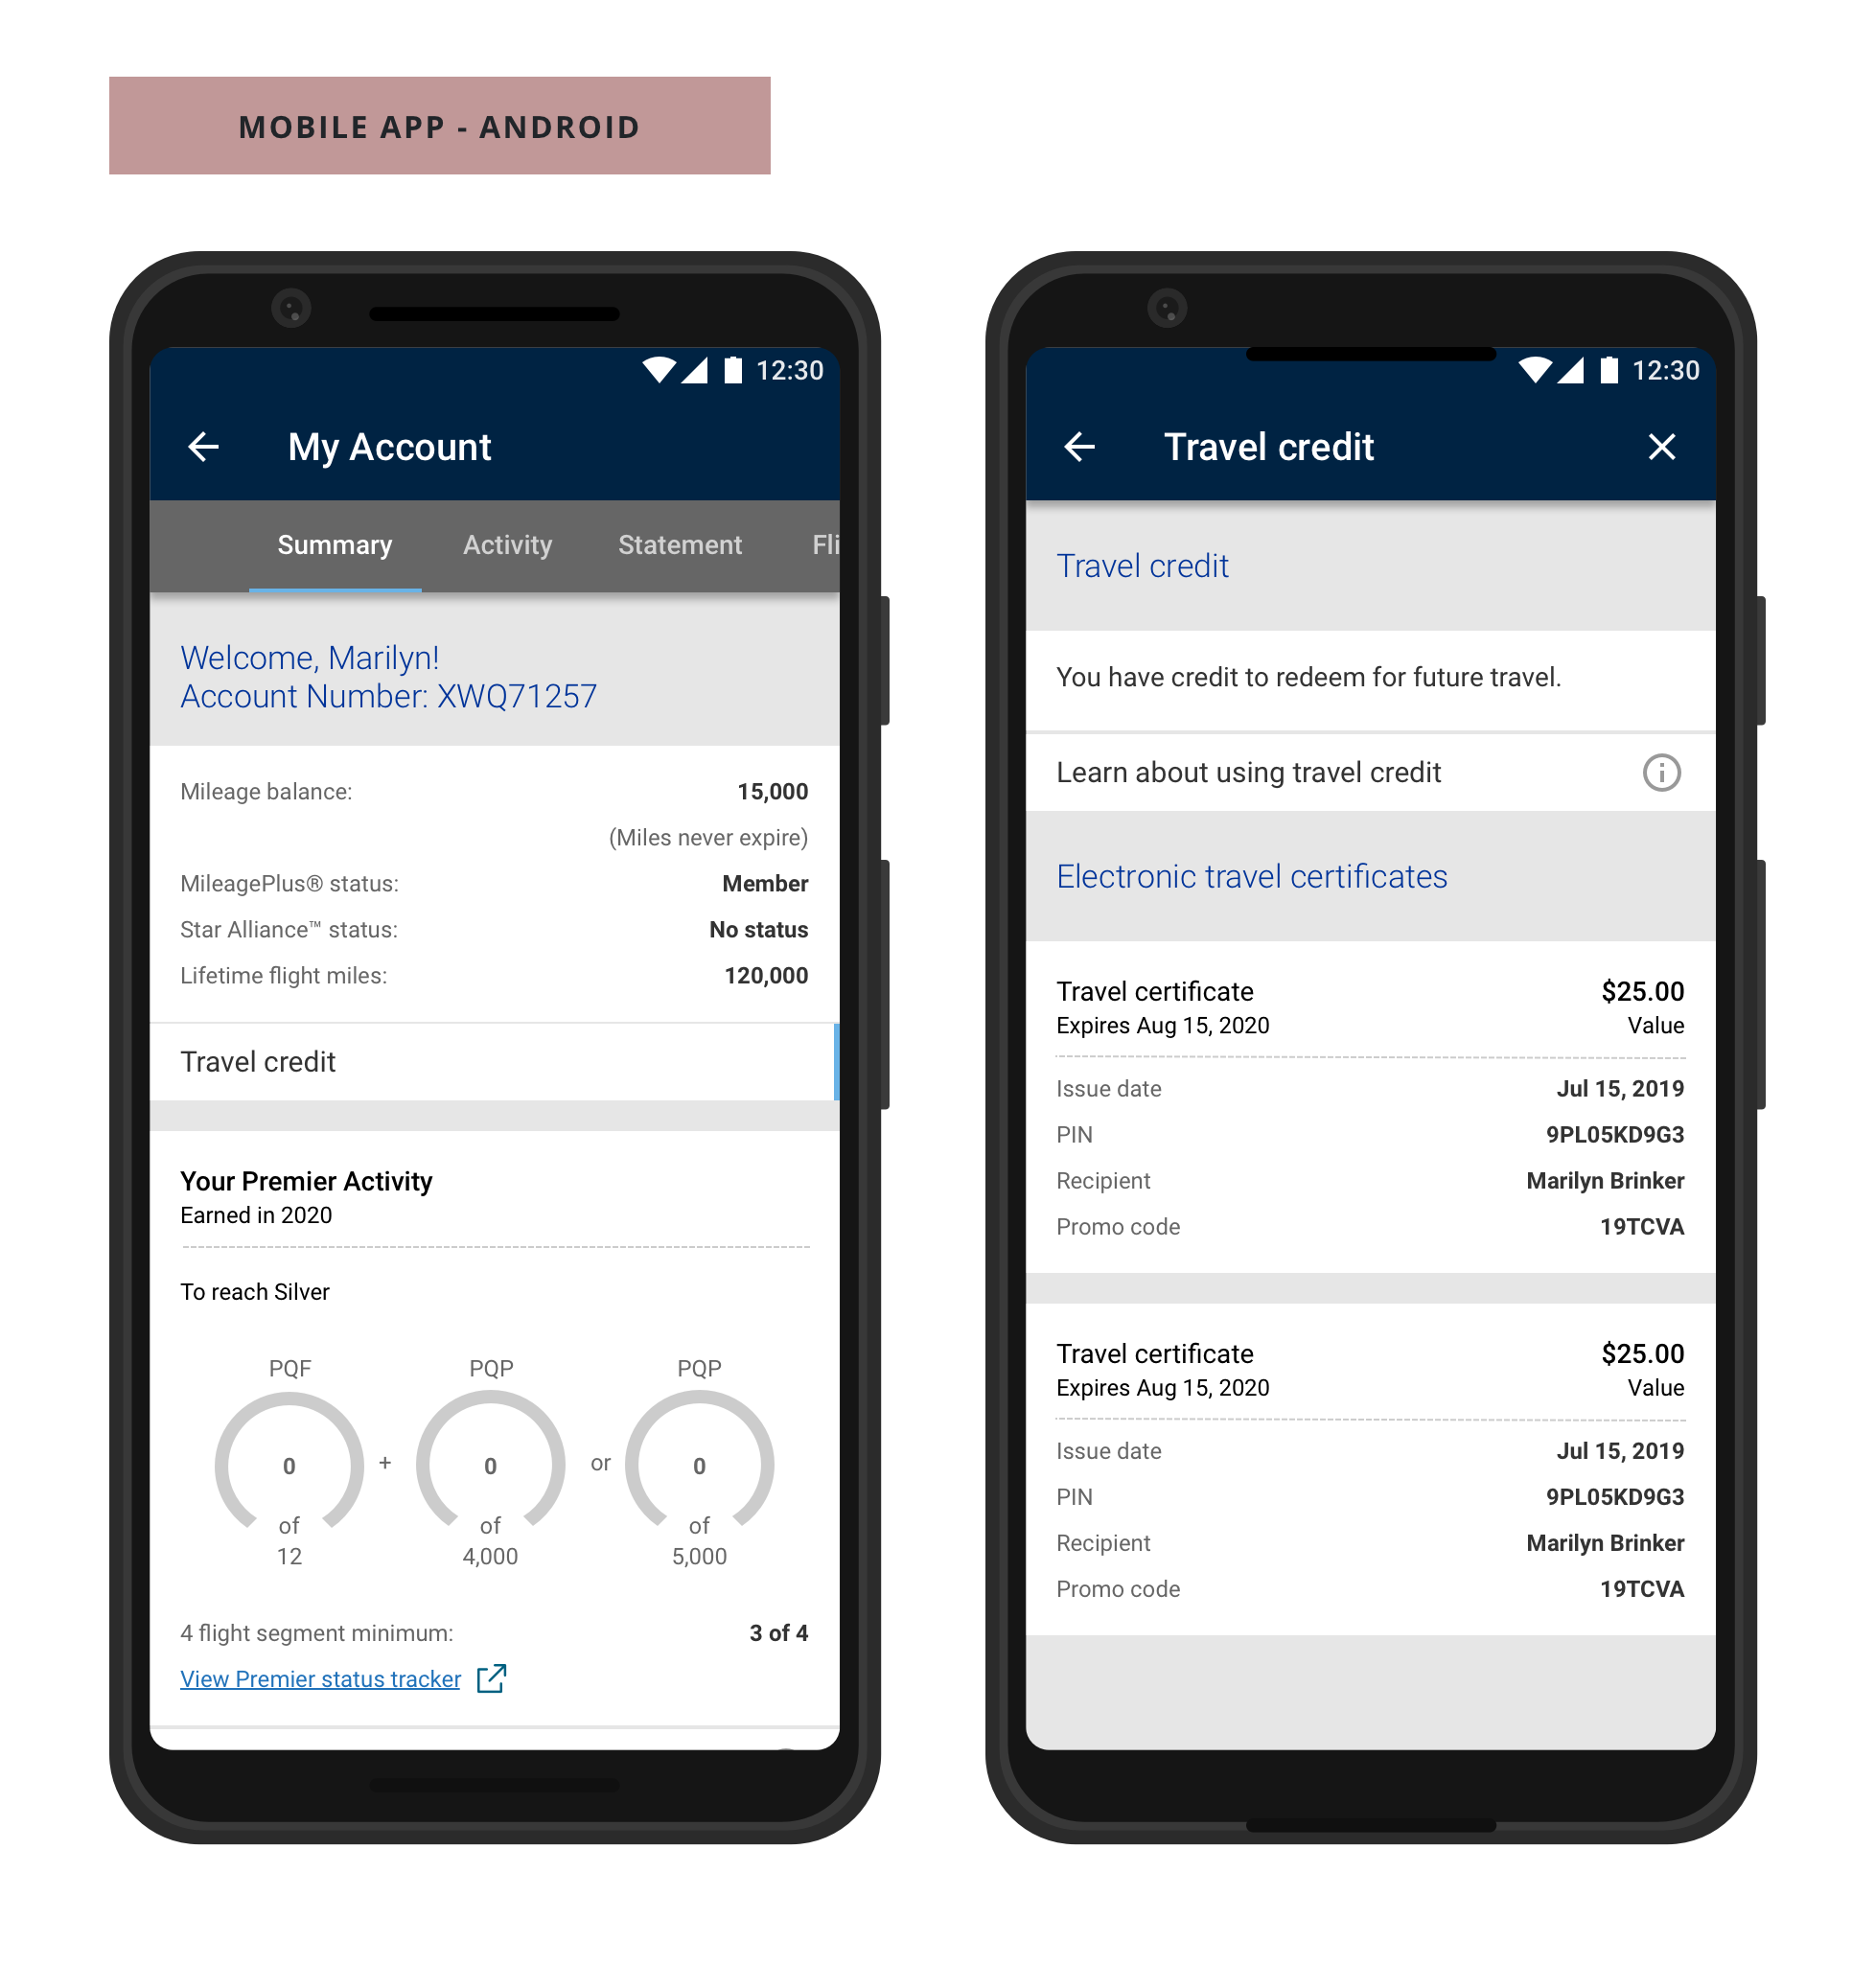 MOBILE APP - ANDROID
12:30
My Account
Summary Activity Statement Fli
Welcome, Marilyn!
Account Number: XWQ71257
Mileage balance: 15,000
(Miles never expire)
MileagePlus® status: Member
Star Alliance™ status: No status
Lifetime flight miles: 120,000
Travel credit
Your Premier Activity
Earned in 2020
To reach Silver
PQF PQP PQP
0 + 0 or 0
of of of
12 4,000 5,000
4 flight segment minimum: 3 of 4
View Premier status tracker
12:30
Travel credit
Travel credit
You have credit to redeem for future travel.
Learn about using travel credit
Electronic travel certificates
Travel certificate $25.00
Expires Aug 15, 2020 Value
Issue date Jul 15, 2019
PIN 9PL05KD9G3
Recipient Marilyn Brinker
Promo code 19TCVA
Travel certificate $25.00
Expires Aug 15, 2020 Value
Issue date Jul 15, 2019
PIN 9PL05KD9G3
Recipient Marilyn Brinker
Promo code 19TCVA